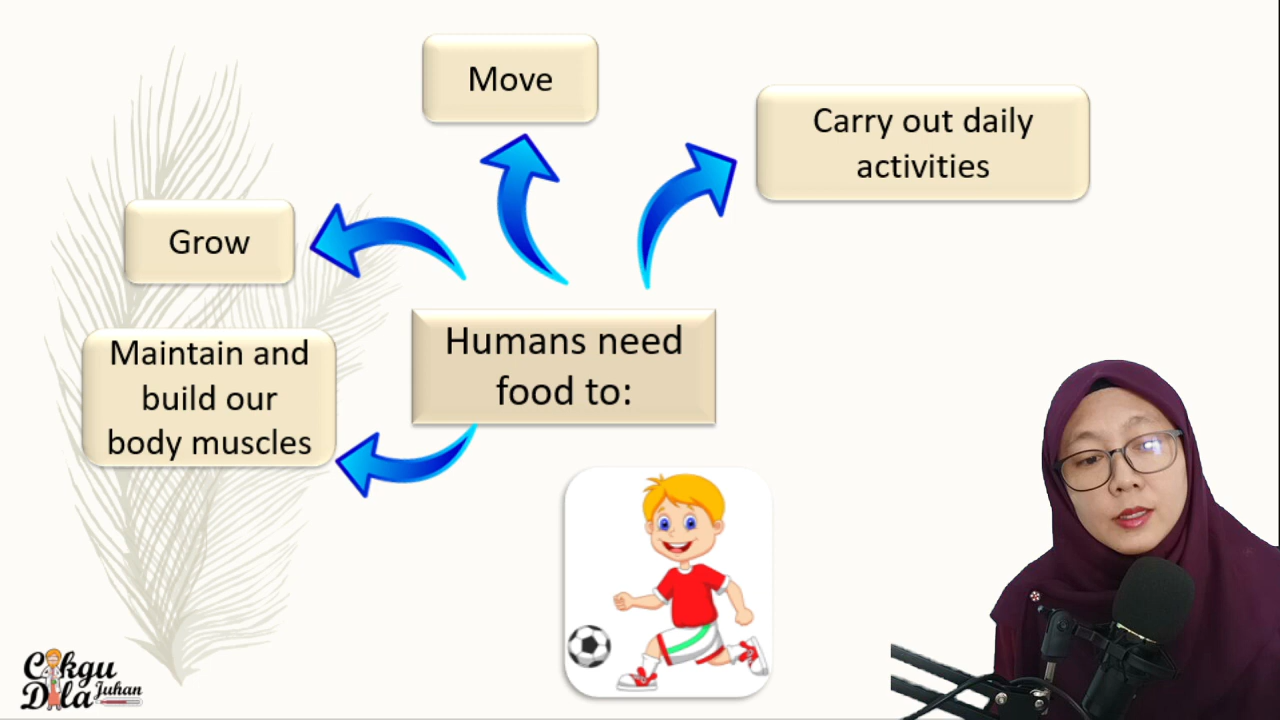 Move
Carry out daily
activities
Grow
Humans need
food to:
Maintain and
build our
body muscles
Cikgu
Dila Juhan